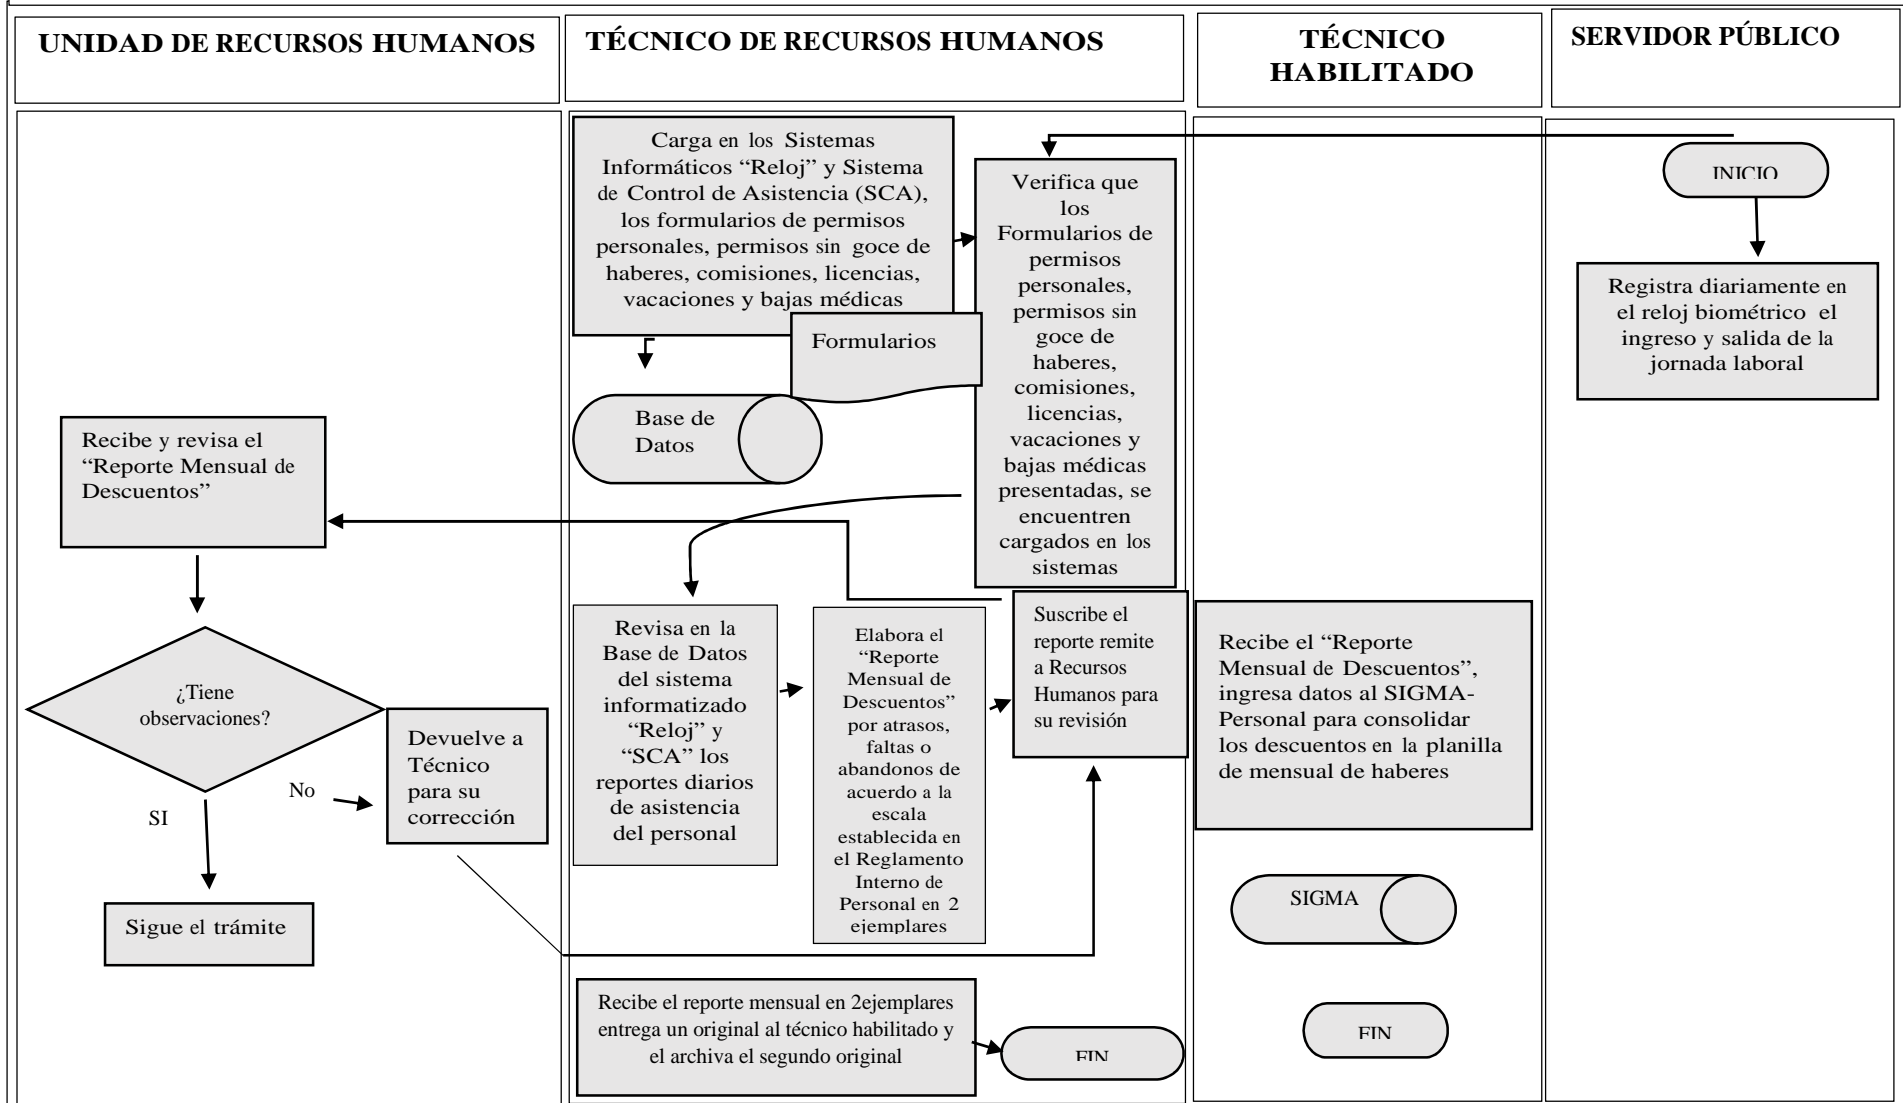 UNIDAD DE RECURSOS HUMANOS
TÉCNICO DE RECURSOS HUMANOS
TÉCNICO
HABILITADO
SERVIDOR PÚBLICO
Recibe y revisa el
“Reporte Mensual de
Descuentos”
¿Tiene
observaciones?
No
SI
Devuelve a
Técnico
para su
corrección
Sigue el trámite
Carga en los Sistemas
Informáticos “Reloj” y Sistema
de Control de Asistencia (SCA),
los formularios de permisos
personales, permisos sin goce de
haberes, comisiones, licencias,
vacaciones y bajas médicas
Formularios
Base de
Datos
Verifica que
los
Formularios de
permisos
personales,
permisos sin
goce de
haberes,
comisiones,
licencias,
vacaciones y
bajas médicas
presentadas, se
encuentren
cargados en los
sistemas
Revisa en la
Base de Datos
del sistema
informatizado
“Reloj” y
“SCA” los
reportes diarios
de asistencia
del personal
Elabora el
“Reporte
Mensual de
Descuentos”
por atrasos,
faltas o
abandonos de
acuerdo a la
escala
establecida en
el Reglamento
Interno de
Personal en 2
ejemplares
Suscribe el
reporte remite
a Recursos
Humanos para
su revisión
Recibe el reporte mensual en 2ejemplares
entrega un original al técnico habilitado y
el archiva el segundo original
FIN
Recibe el “Reporte
Mensual de Descuentos”,
ingresa datos al SIGMA-
Personal para consolidar
los descuentos en la planilla
de mensual de haberes
SIGMA
FIN
INICIO
Registra diariamente en
el reloj biométrico el
ingreso y salida de la
jornada laboral